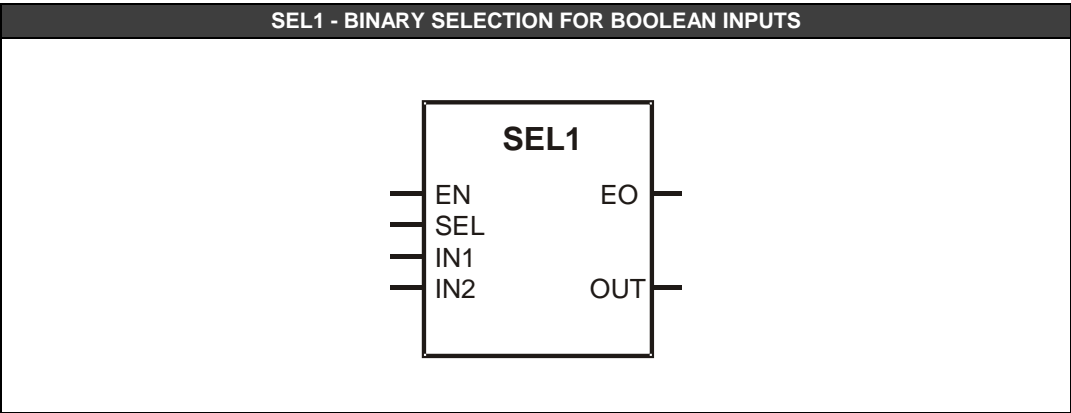 SEL1 - BINARY SELECTION FOR BOOLEAN INPUTS
SEL1
EN EO
SEL
IN1
IN2 OUT